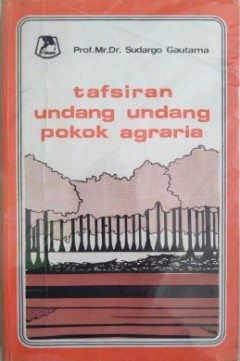 Prof.Mr.Dr. Sudargo Gautama
tafsiran
undang undang
pokok agraria